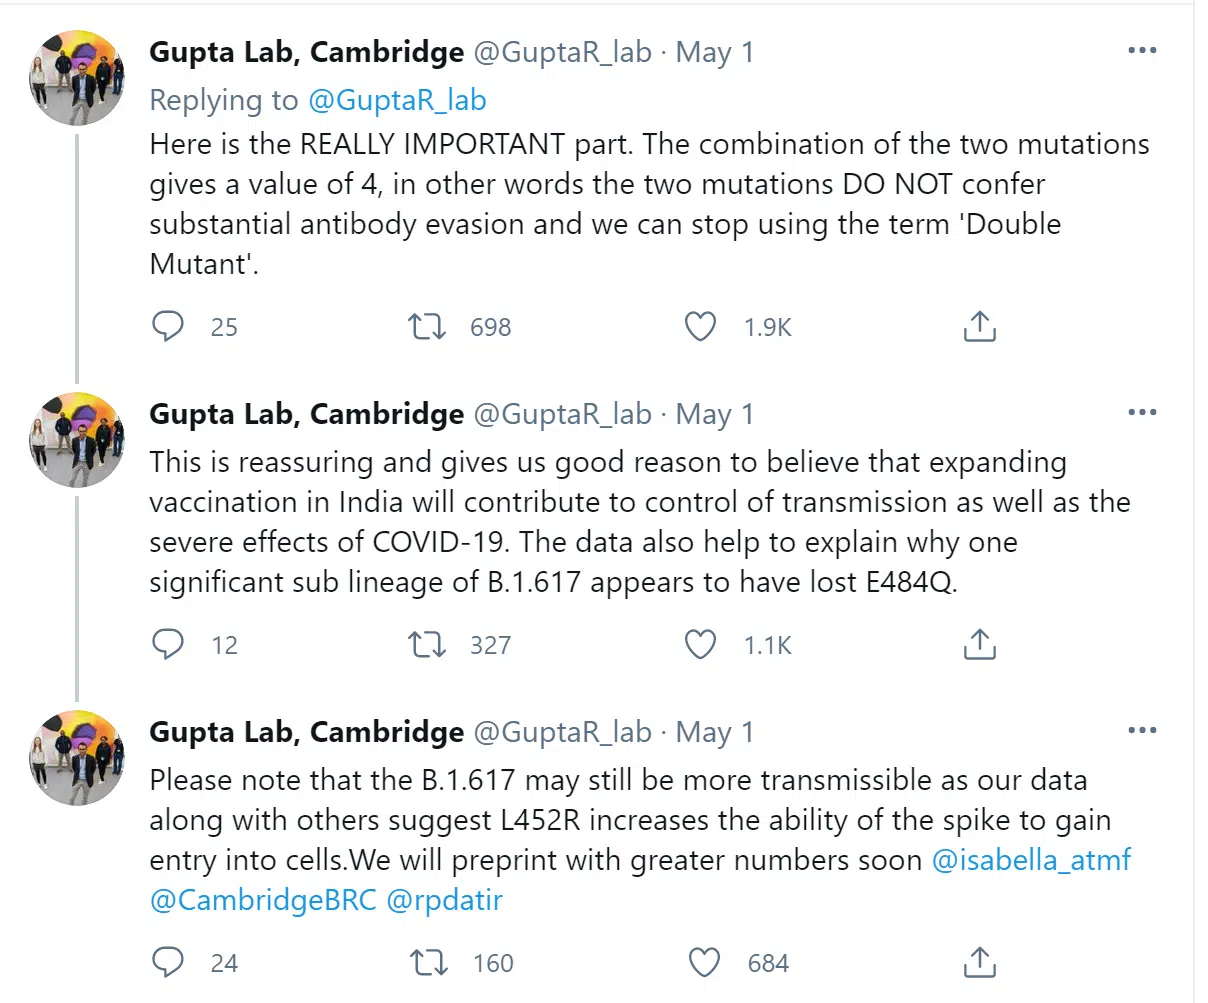 Gupta Lab, Cambridge @GuptaR_lab · May 1
Replying to @GuptaR_lab
Here is the REALLY IMPORTANT part. The combination of the two mutations
gives a value of 4, in other words the two mutations DO NOT confer
substantial antibody evasion and we can stop using the term 'Double
Mutant'.
25 698 1.9K
Gupta Lab, Cambridge @GuptaR_lab · May 1
This is reassuring and gives us good reason to believe that expanding
vaccination in India will contribute to control of transmission as well as the
severe effects of COVID-19. The data also help to explain why one
significant sub lineage of B.1.617 appears to have lost E484Q.
12 327 1.1K
Gupta Lab, Cambridge @GuptaR_lab · May 1
Please note that the B.1.617 may still be more transmissible as our data
along with others suggest L452R increases the ability of the spike to gain
entry into cells.We will preprint with greater numbers soon @isabella_atmf
@CambridgeBRC @rpdatir
24 160 684